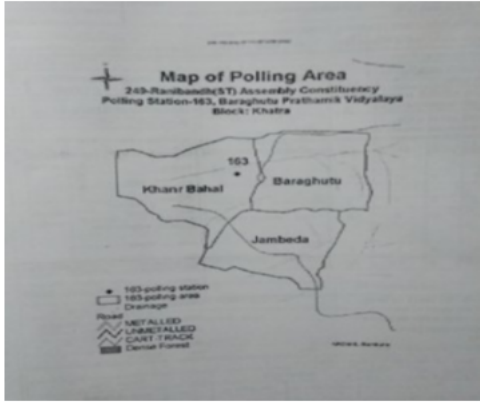 Map of Polling Area
249-Ranibandh(ST) Assembly Constituency
Polling Station-163, Baraghutu Prathamik Vidyalaya
Block: Khatra
163
Khanr Bahal
Baraghutu
Jambeda
163-polling station
163-polling area
Drainage
Road
METALLED
UNMETALLED
CART-TRACK
Dense Forest